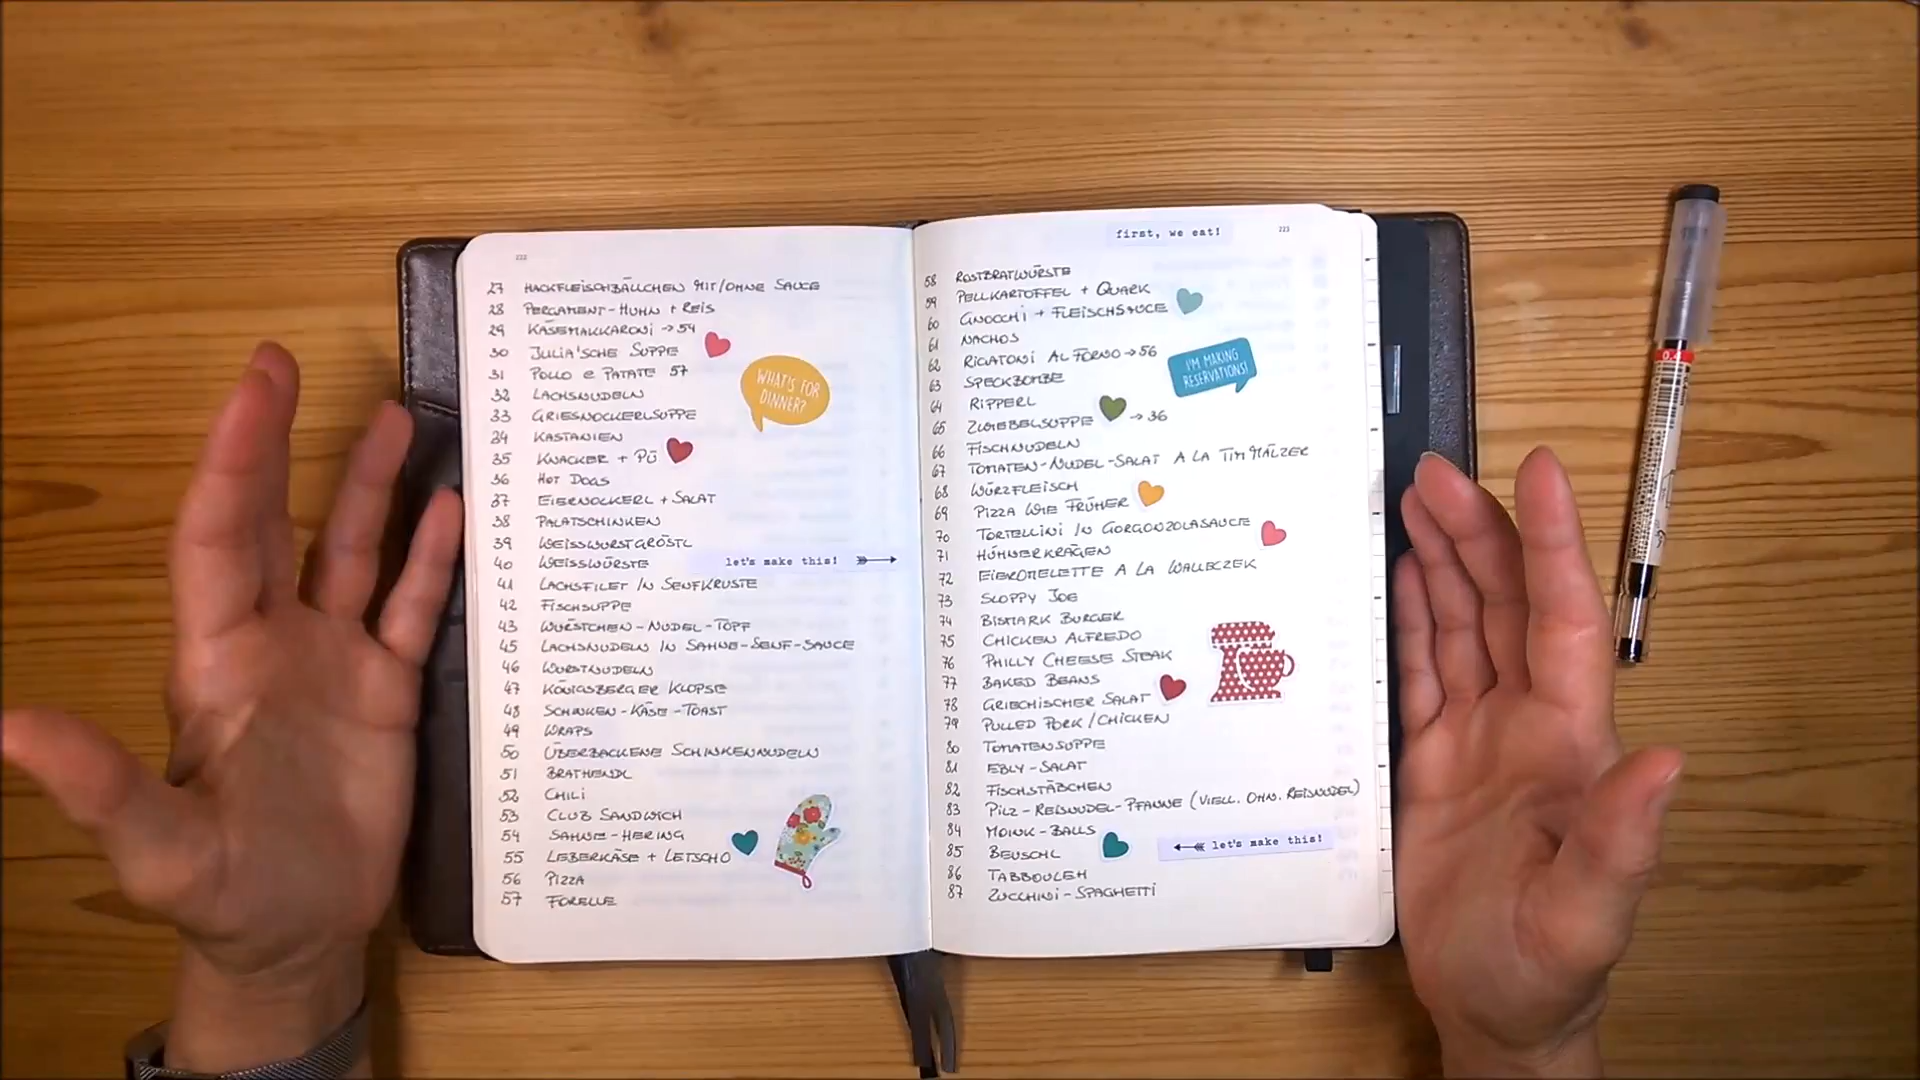 222
27 HACKFLEISCHBÄLLCHEN MIT/OHNE SAUCE
28 PERGAMENT-HUHN + REIS
29 KÄSEMAKKARONI → 54
30 JULIA'SCHE SUPPE
31 POLLO e PATATE 57
32 LACHSNUDELN
33 GRIESNOCKERLSUPPE
34 KASTANIEN
35 KNACKER + PÜ
36 HOT DOGS
37 EIERNOCKERL + SALAT
38 PALATSCHINKEN
39 WEISSWURSTGRÖSTL
40 WEISSWÜRSTE
41 LACHSFILET IN SENFKRUSTE
42 FISCHSUPPE
43 WÜRSTCHEN-NUDEL-TOPF
45 LACHSNUDELN IN SAHNE-SENF-SAUCE
46 WURSTNUDELN
47 KÖNIGSBERGER KLOPSE
48 SCHINKEN-KÄSE-TOAST
49 WRAPS
50 ÜBERBACKENE SCHINKENNUDELN
51 BRATHENDL
52 CHILI
53 CLUB SANDWICH
54 SAHNE-HERING
55 LEBERKÄSE + LETSCHO
56 PIZZA
57 FORELLE
WHAT'S FOR
DINNER?
let's make this!
first, we eat!
223
58 ROSTBRATWÜRSTE
59 PELLKARTOFFEL + QUARK
60 GNOCCHI + FLEISCHSAUCE
61 NACHOS
62 RIGATONI AL FORNO → 56
63 SPECKBOMBE
64 RIPPERL
65 ZWIEBELSUPPE → 36
66 FISCHNUDELN
67 TOMATEN-NUDEL-SALAT A LA TIM MÄLZER
68 WÜRZFLEISCH
69 PIZZA WIE FRÜHER
70 TORTELLINI IN GORGONZOLASAUCE
71 HÜHNERKRÄGEN
72 EIEROMELETTE A LA WALLECZEK
73 SLOPPY JOE
74 BISMARK BURGER
75 CHICKEN ALFREDO
76 PHILLY CHEESE STEAK
77 BAKED BEANS
78 GRIECHISCHER SALAT
79 PULLED PORK / CHICKEN
80 TOMATENSUPPE
81 EBLY-SALAT
82 FISCHSTÄBCHEN
83 PILZ-REISNUDEL-PFANNE (VIELL. OHN. REISNUDEL)
84 MOINK-BALLS
85 BEUSCHL
86 TABBOULEH
87 ZUCCHINI-SPAGHETTI
I'M MAKING
RESERVATIONS!
let's make this!